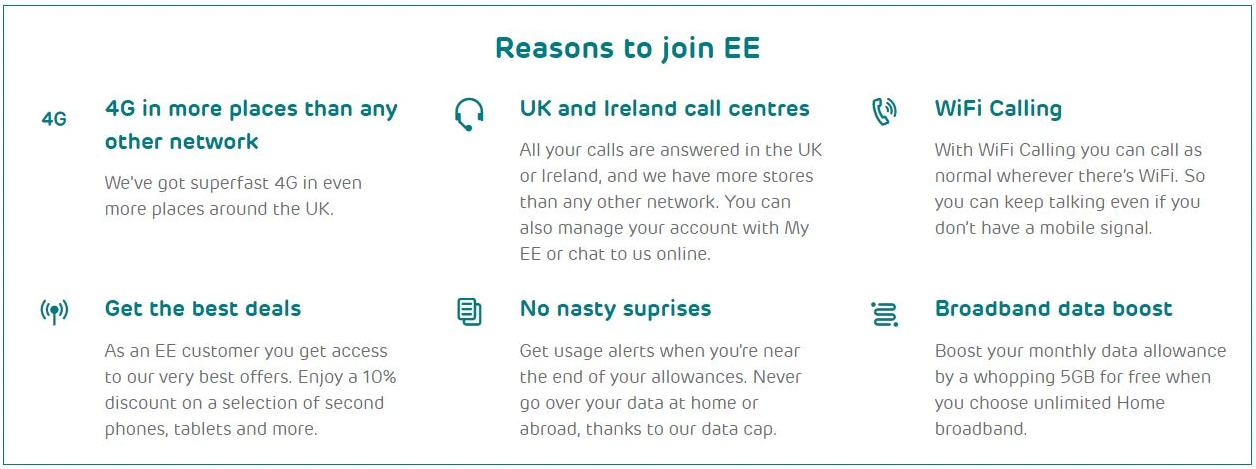 Reasons to join EE
4G
4G in more places than any
other network
We've got superfast 4G in even
more places around the UK.
UK and Ireland call centres
All your calls are answered in the UK
or Ireland, and we have more stores
than any other network. You can
also manage your account with My
EE or chat to us online.
WiFi Calling
With WiFi Calling you can call as
normal wherever there's WiFi. So
you can keep talking even if you
don't have a mobile signal.
Get the best deals
As an EE customer you get access
to our very best offers. Enjoy a 10%
discount on a selection of second
phones, tablets and more.
No nasty suprises
Get usage alerts when you're near
the end of your allowances. Never
go over your data at home or
abroad, thanks to our data cap.
Broadband data boost
Boost your monthly data allowance
by a whopping 5GB for free when
you choose unlimited Home
broadband.